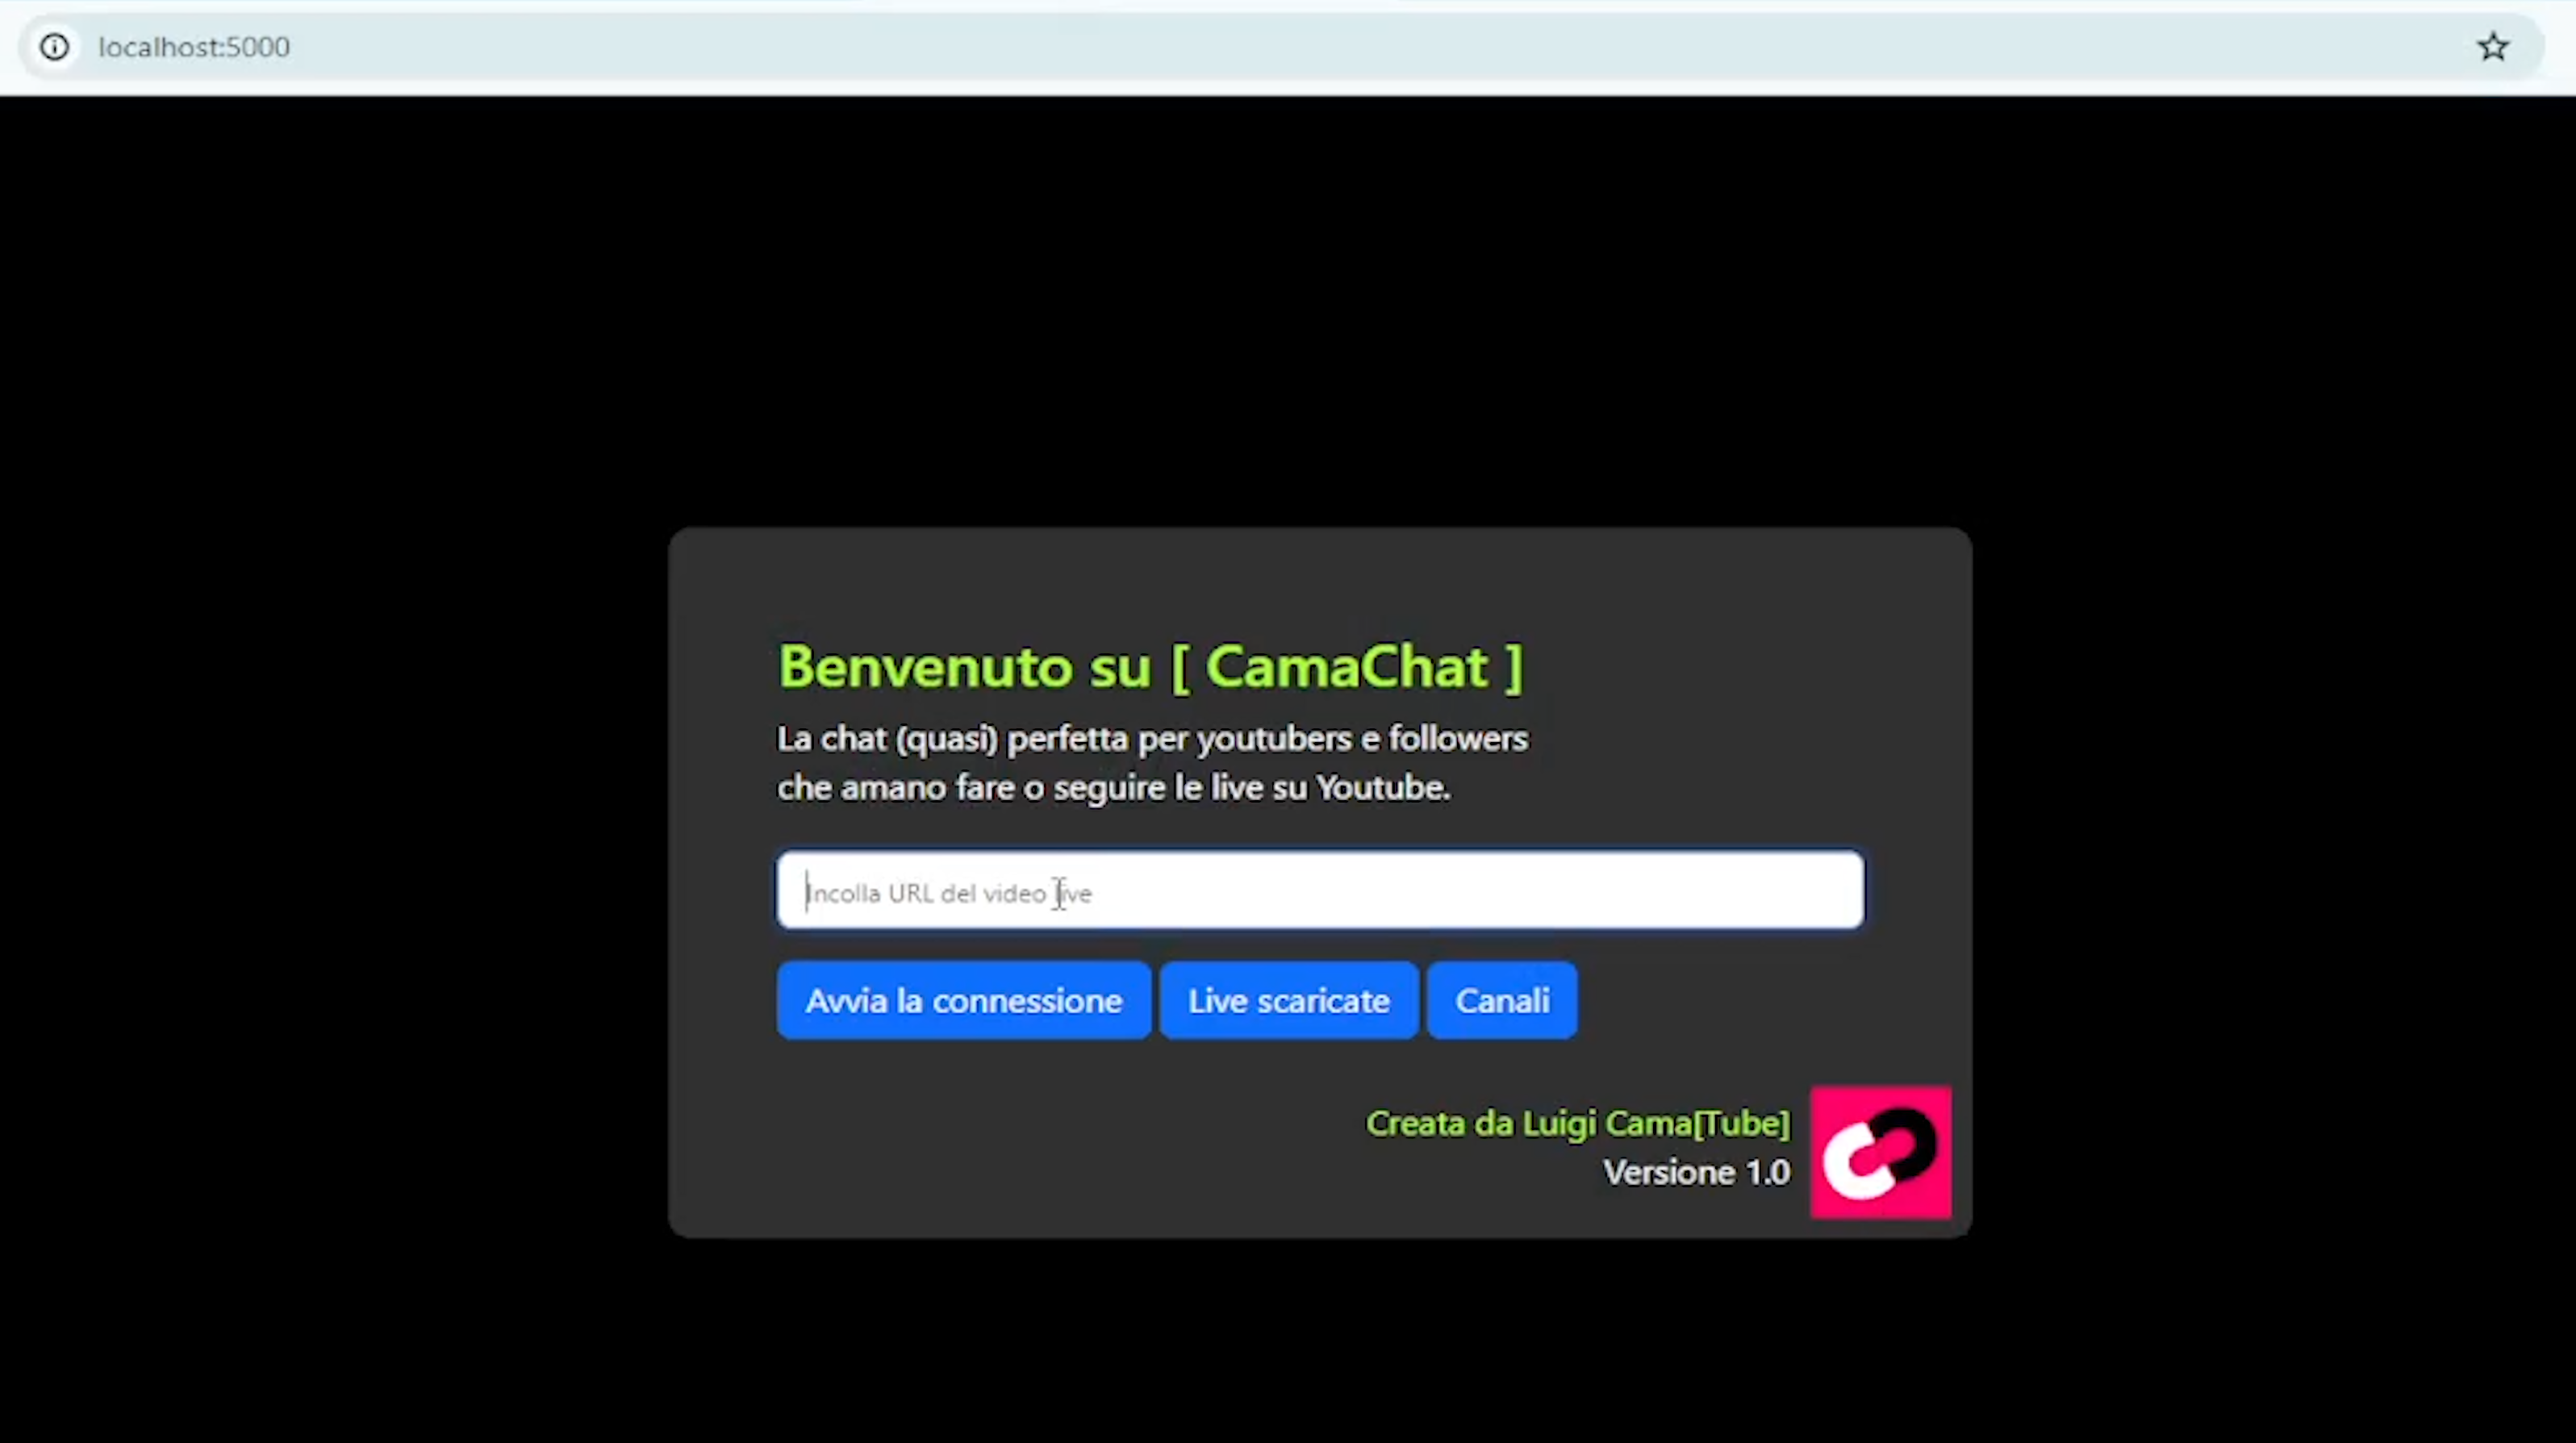 localhost:5000
Benvenuto su [ CamaChat ]
La chat (quasi) perfetta per youtubers e followers
che amano fare o seguire le live su Youtube.
Incolla URL del video live
Avvia la connessione
Live scaricate
Canali
Creata da Luigi Cama[Tube]
Versione 1.0